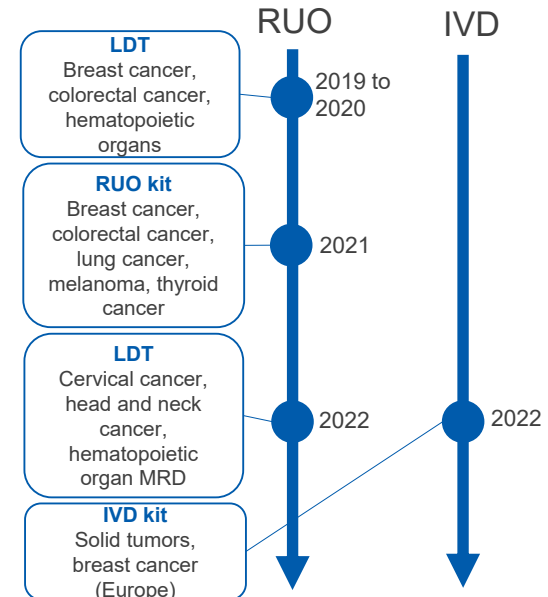 RUO
IVD
LDT
Breast cancer,
colorectal cancer,
hematopoietic
organs
2019 to
2020
RUO kit
Breast cancer,
colorectal cancer,
lung cancer,
melanoma, thyroid
cancer
2021
LDT
Cervical cancer,
head and neck
cancer,
hematopoietic
organ MRD
2022
2022
IVD kit
Solid tumors,
breast cancer
(Europe)